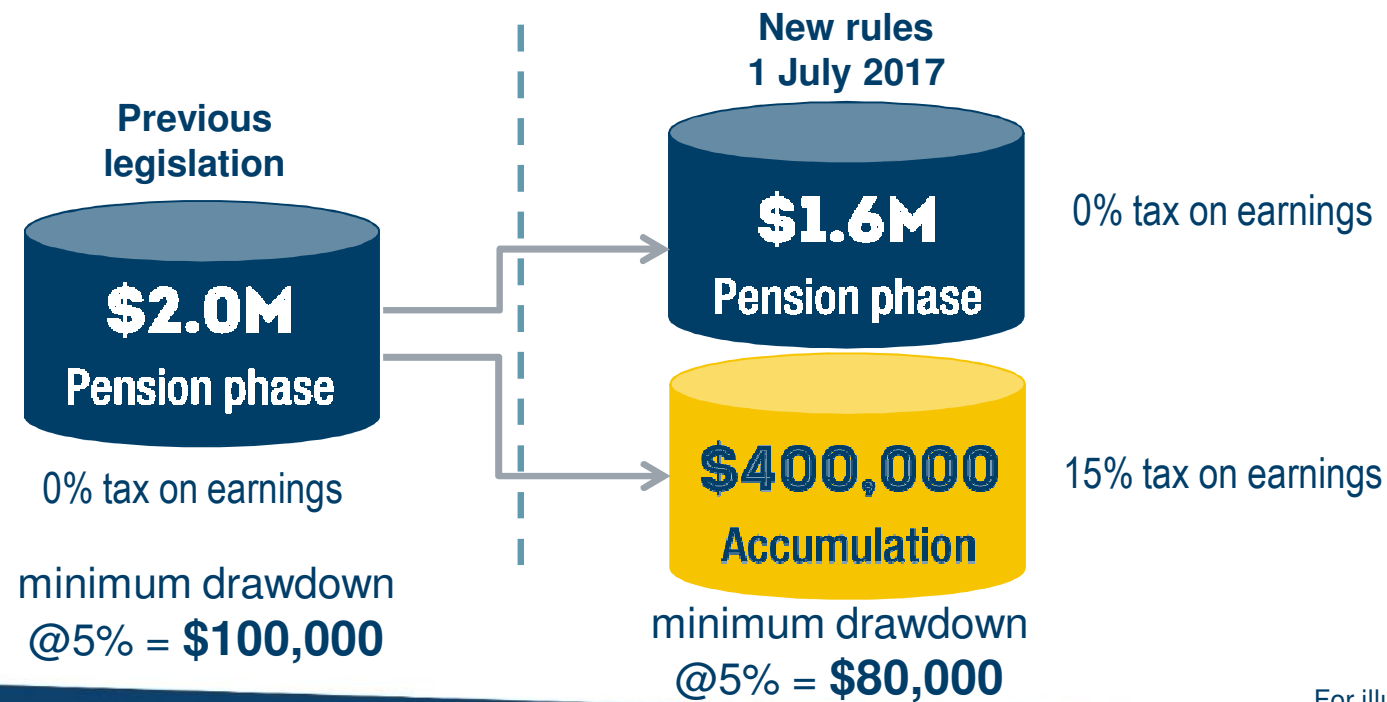 Previous
legislation
$2.0M
Pension phase
0% tax on earnings
minimum drawdown
@5% = $100,000
New rules
1 July 2017
$1.6M
Pension phase
0% tax on earnings
$400,000
Accumulation
15% tax on earnings
minimum drawdown
@5% = $80,000
For